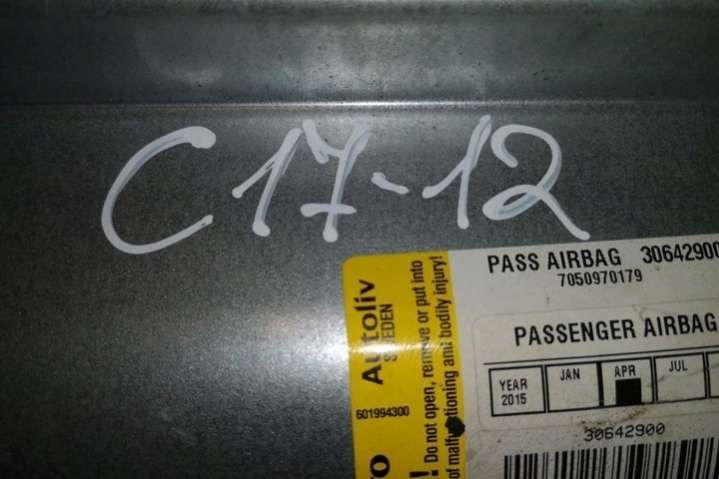 C17-12
PASS AIRBAG 30642900
7050970179
PASSENGER AIRBAG
YEAR 2015 JAN APR JUL
30642900
Autoliv
SWEDEN
601994300
! Do not open, remove or put into
of malfunctioning and bodily injury!